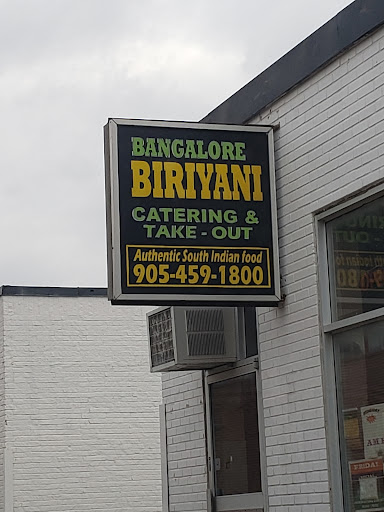 BANGALORE
BIRIYANI
CATERING &
TAKE - OUT
Authentic South Indian food
905-459-1800